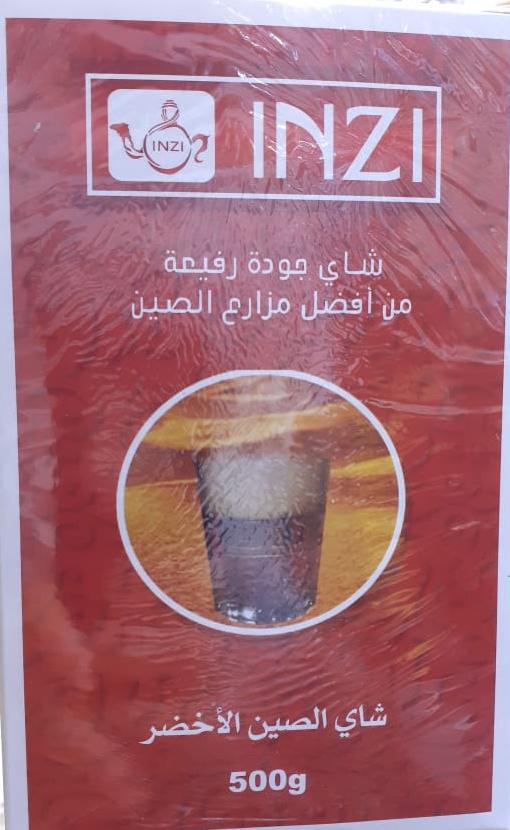 INZI
INZI
شاي جودة رفيعة
من أفضل مزارع الصين
شاي الصين الأخضر
500g